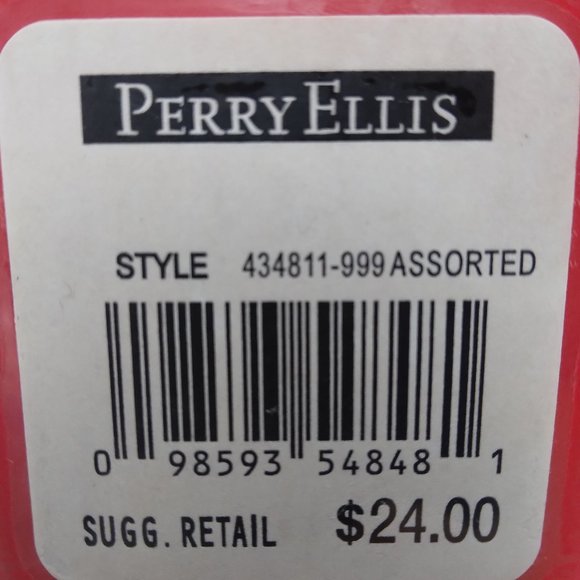 PERRY ELLIS
STYLE 434811-999 ASSORTED
0 98593 54848 1
SUGG. RETAIL $24.00